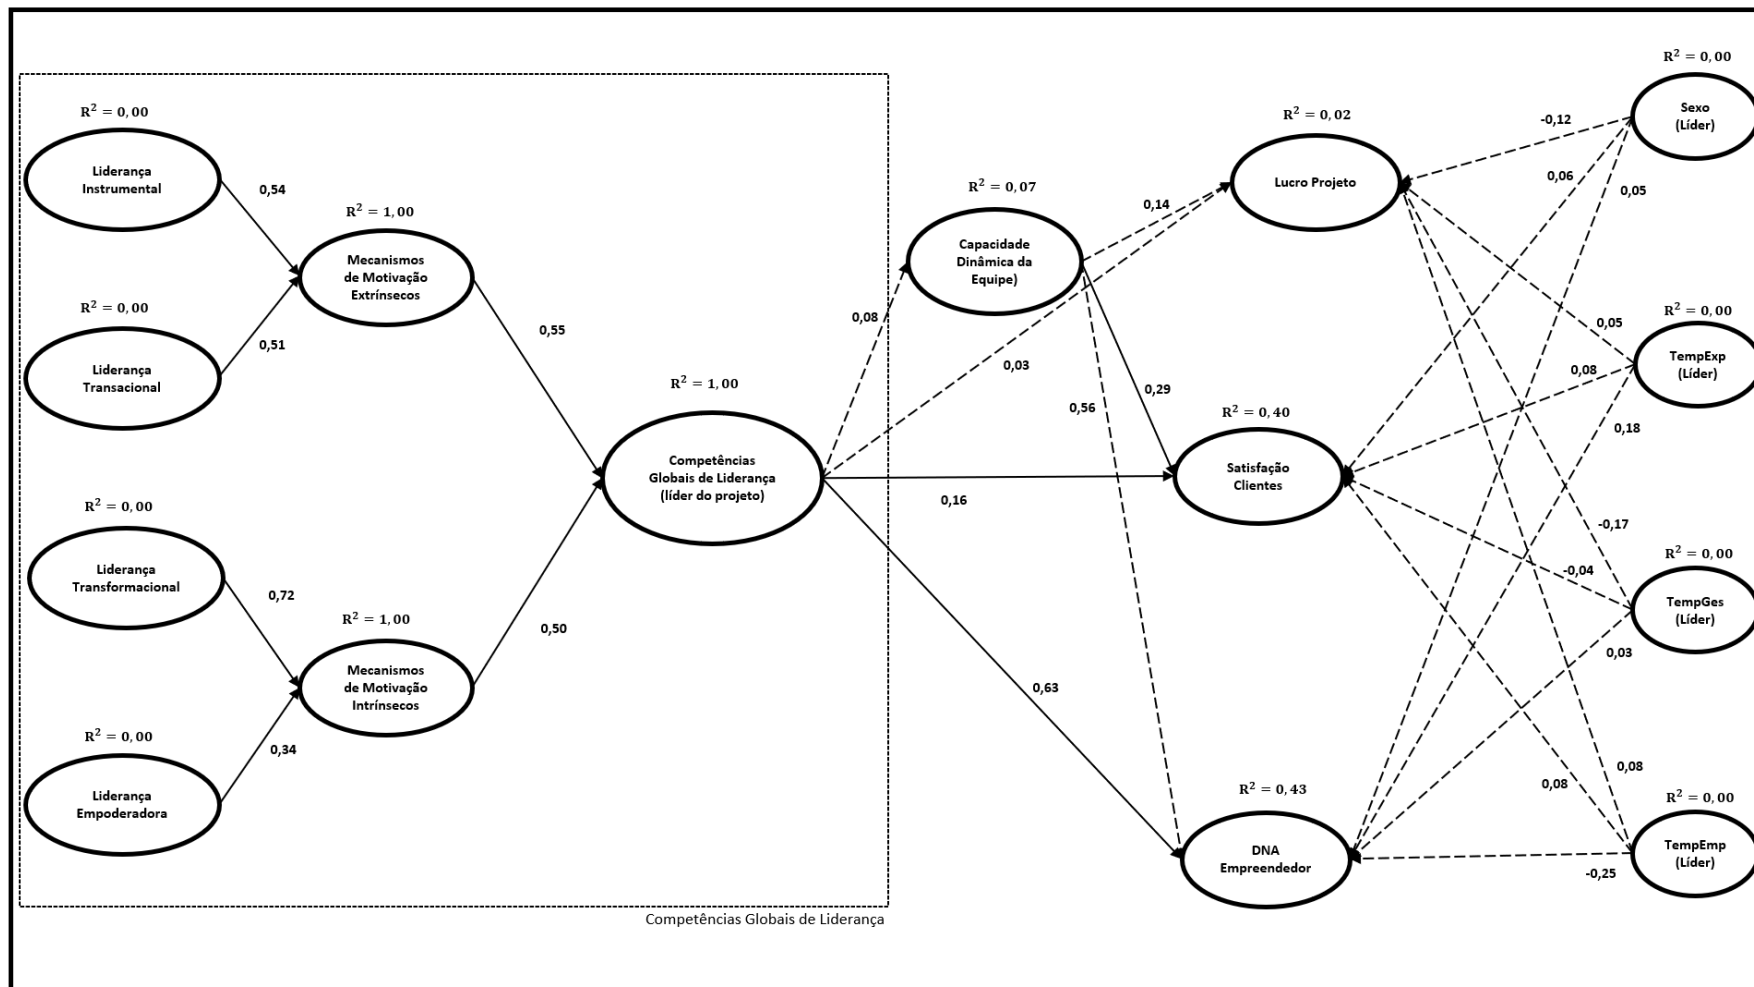 R² = 0,00
Liderança
Instrumental
0,54
R² = 0,00
Liderança
Transacional
0,51
R² = 1,00
Mecanismos
de Motivação
Extrínsecos
0,55
R² = 0,00
Liderança
Transformacional
0,72
R² = 0,00
Liderança
Empoderadora
0,34
R² = 1,00
Mecanismos
de Motivação
Intrínsecos
0,50
R² = 1,00
Competências
Globais de Liderança
(líder do projeto)
Competências Globais de Liderança
0,08
0,03
0,16
0,63
R² = 0,07
Capacidade
Dinâmica da
Equipe)
0,14
0,29
0,56
R² = 0,02
Lucro Projeto
R² = 0,40
Satisfação
Clientes
R² = 0,43
DNA
Empreendedor
R² = 0,00
Sexo
(Líder)
-0,12
0,06
0,05
R² = 0,00
TempExp
(Líder)
0,05
0,08
0,18
R² = 0,00
TempGes
(Líder)
-0,17
-0,04
0,03
R² = 0,00
TempEmp
(Líder)
0,08
0,08
-0,25